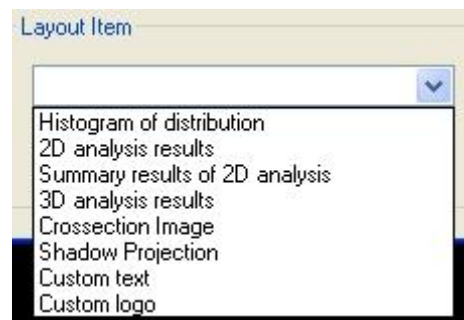 Layout Item
Histogram of distribution
2D analysis results
Summary results of 2D analysis
3D analysis results
Crossection Image
Shadow Projection
Custom text
Custom logo